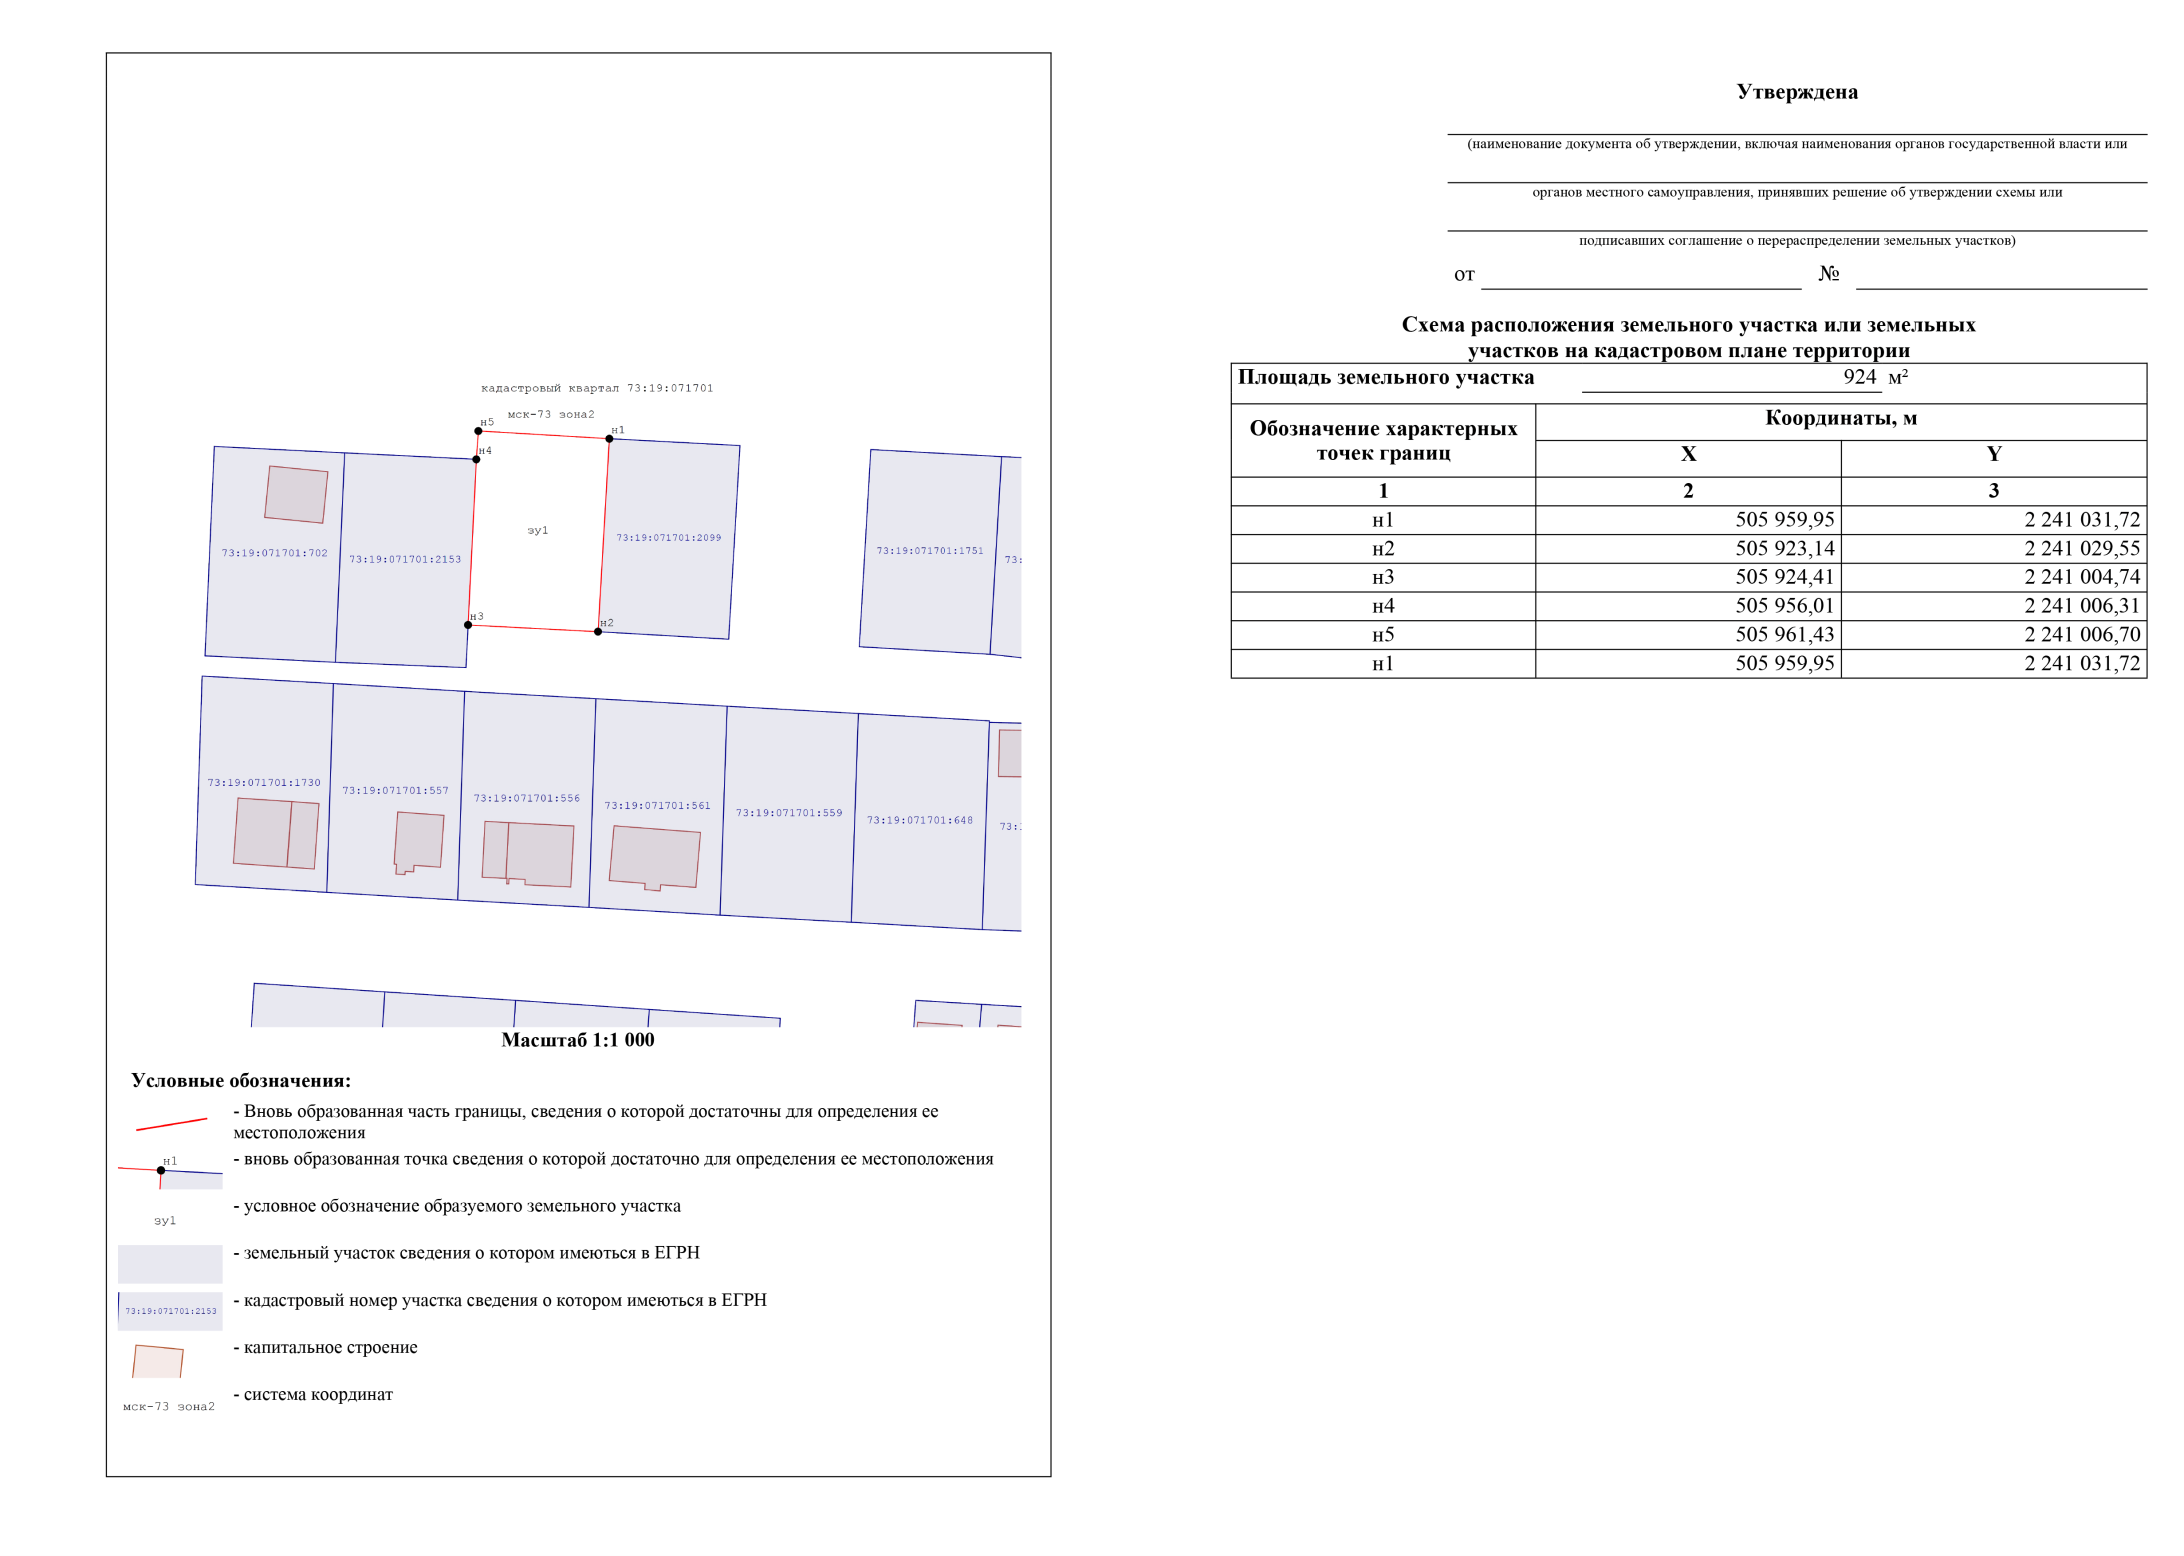 кадастровый квартал 73:19:071701
мск-73 зона2
н5
н1
н4
зу1
73:19:071701:702
73:19:071701:2153
73:19:071701:2099
73:19:071701:1751
73:
н3
н2
73:19:071701:1730
73:19:071701:557
73:19:071701:556
73:19:071701:561
73:19:071701:559
73:19:071701:648
Масштаб 1:1 000
Условные обозначения:
- Вновь образованная часть границы, сведения о которой достаточны для определения ее
местоположения
н1
- вновь образованная точка сведения о которой достаточно для определения ее местоположения
зу1
- условное обозначение образуемого земельного участка
- земельный участок сведения о котором имеються в ЕГРН
73:19:071701:2153
- кадастровый номер участка сведения о котором имеються в ЕГРН
- капитальное строение
мск-73 зона2
- система координат
Утверждена
(наименование документа об утверждении, включая наименования органов государственной власти или
органов местного самоуправления, принявших решение об утверждении схемы или
подписавших соглашение о перераспределении земельных участков)
от №
Схема расположения земельного участка или земельных
участков на кадастровом плане территории
Площадь земельного участка 924 м²
Обозначение характерных
точек границ
Координаты, м
X Y
1 2 3
н1 505 959,95 2 241 031,72
н2 505 923,14 2 241 029,55
н3 505 924,41 2 241 004,74
н4 505 956,01 2 241 006,31
н5 505 961,43 2 241 006,70
н1 505 959,95 2 241 031,72